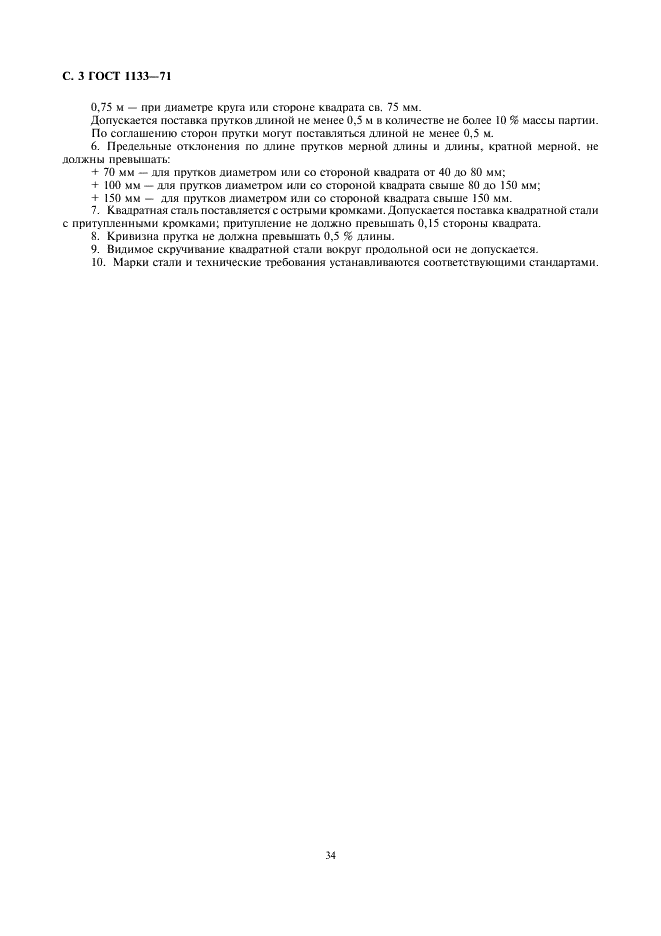 С. 3 ГОСТ 1133—71
0,75 м — при диаметре круга или стороне квадрата св. 75 мм.
Допускается поставка прутков длиной не менее 0,5 м в количестве не более 10 % массы партии.
По соглашению сторон прутки могут поставляться длиной не менее 0,5 м.
6. Предельные отклонения по длине прутков мерной длины и длины, кратной мерной, не
должны превышать:
+ 70 мм — для прутков диаметром или со стороной квадрата от 40 до 80 мм;
+ 100 мм — для прутков диаметром или со стороной квадрата свыше 80 до 150 мм;
+ 150 мм — для прутков диаметром или со стороной квадрата свыше 150 мм.
7. Квадратная сталь поставляется с острыми кромками. Допускается поставка квадратной стали
с притупленными кромками; притупление не должно превышать 0,15 стороны квадрата.
8. Кривизна прутка не должна превышать 0,5 % длины.
9. Видимое скручивание квадратной стали вокруг продольной оси не допускается.
10. Марки стали и технические требования устанавливаются соответствующими стандартами.
34